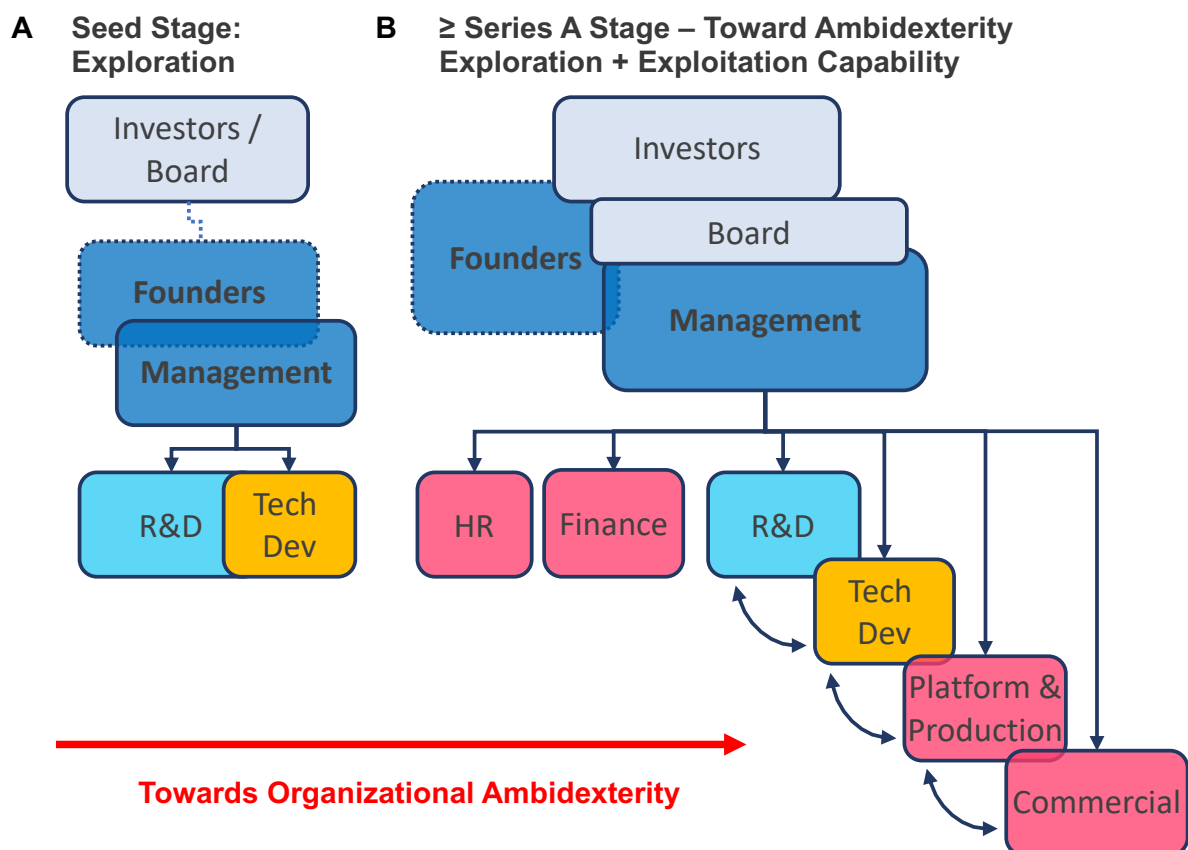 A
Seed Stage:
Exploration
Investors /
Board
Founders
Management
R&D
Tech
Dev
B
≥ Series A Stage – Toward Ambidexterity
Exploration + Exploitation Capability
Investors
Board
Founders
Management
HR
Finance
R&D
Tech
Dev
Platform &
Production
Commercial
Towards Organizational Ambidexterity